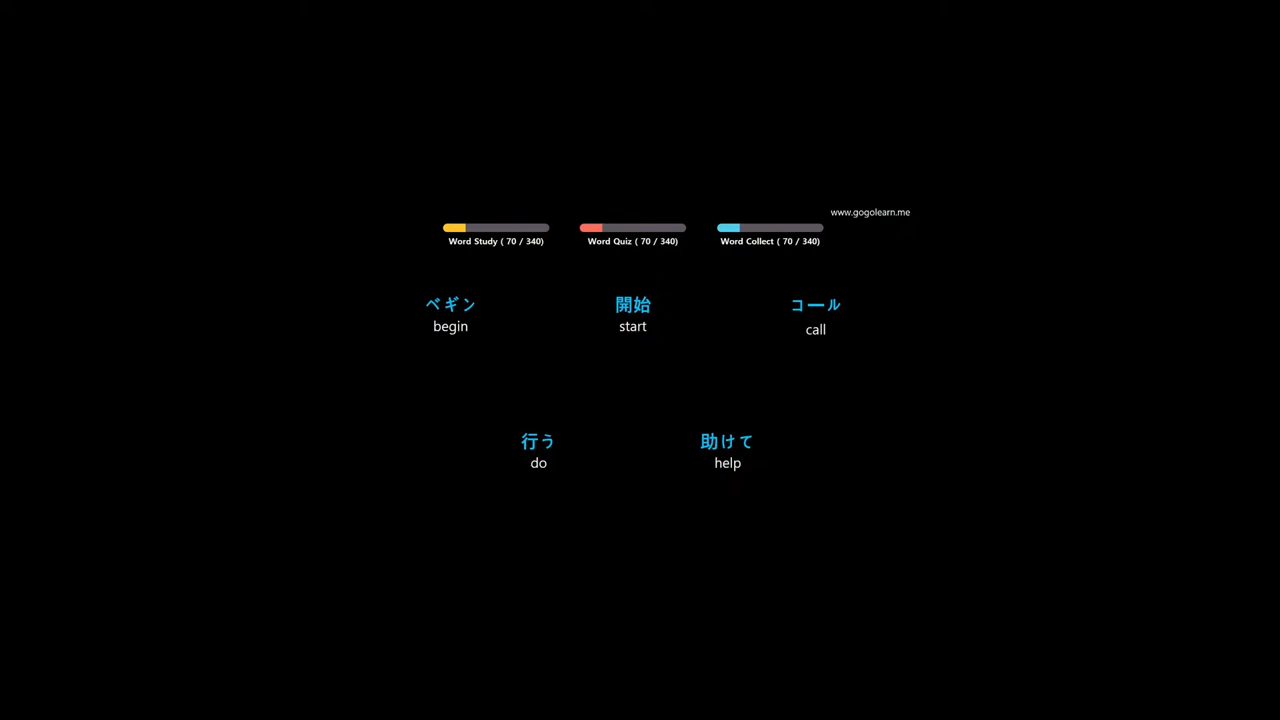 www.gogolearn.me
Word Study ( 70 / 340)
Word Quiz ( 70 / 340)
Word Collect ( 70 / 340)
ベギン
begin
開始
start
コール
call
行う
do
助けて
help